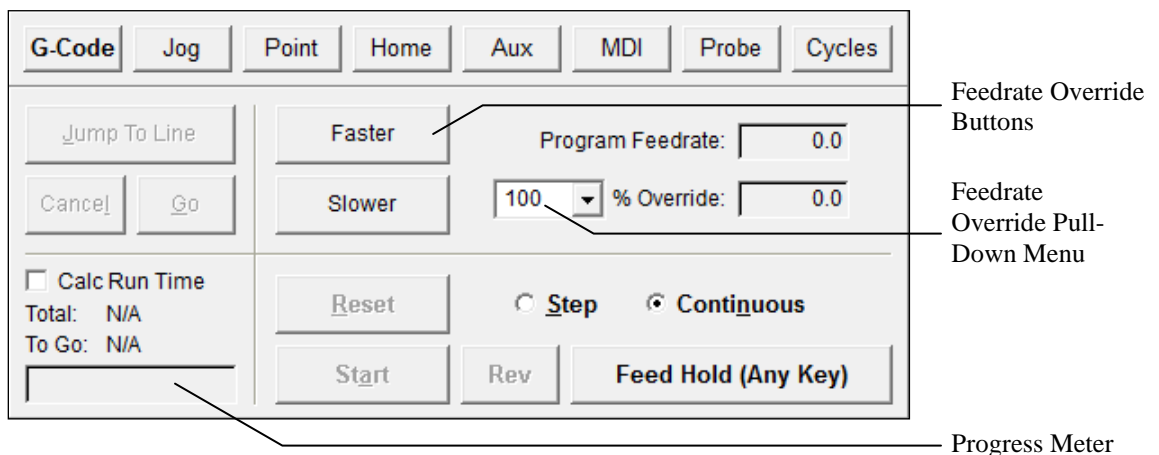 G-Code Jog Point Home Aux MDI Probe Cycles
Jump To Line
Faster
Program Feedrate: 0.0
Cancel Go
Slower
100 % Override: 0.0
Calc Run Time
Total: N/A
To Go: N/A
Reset
Step Continuous
Start Rev Feed Hold (Any Key)
Feedrate Override
Buttons
Feedrate
Override Pull-
Down Menu
Progress Meter